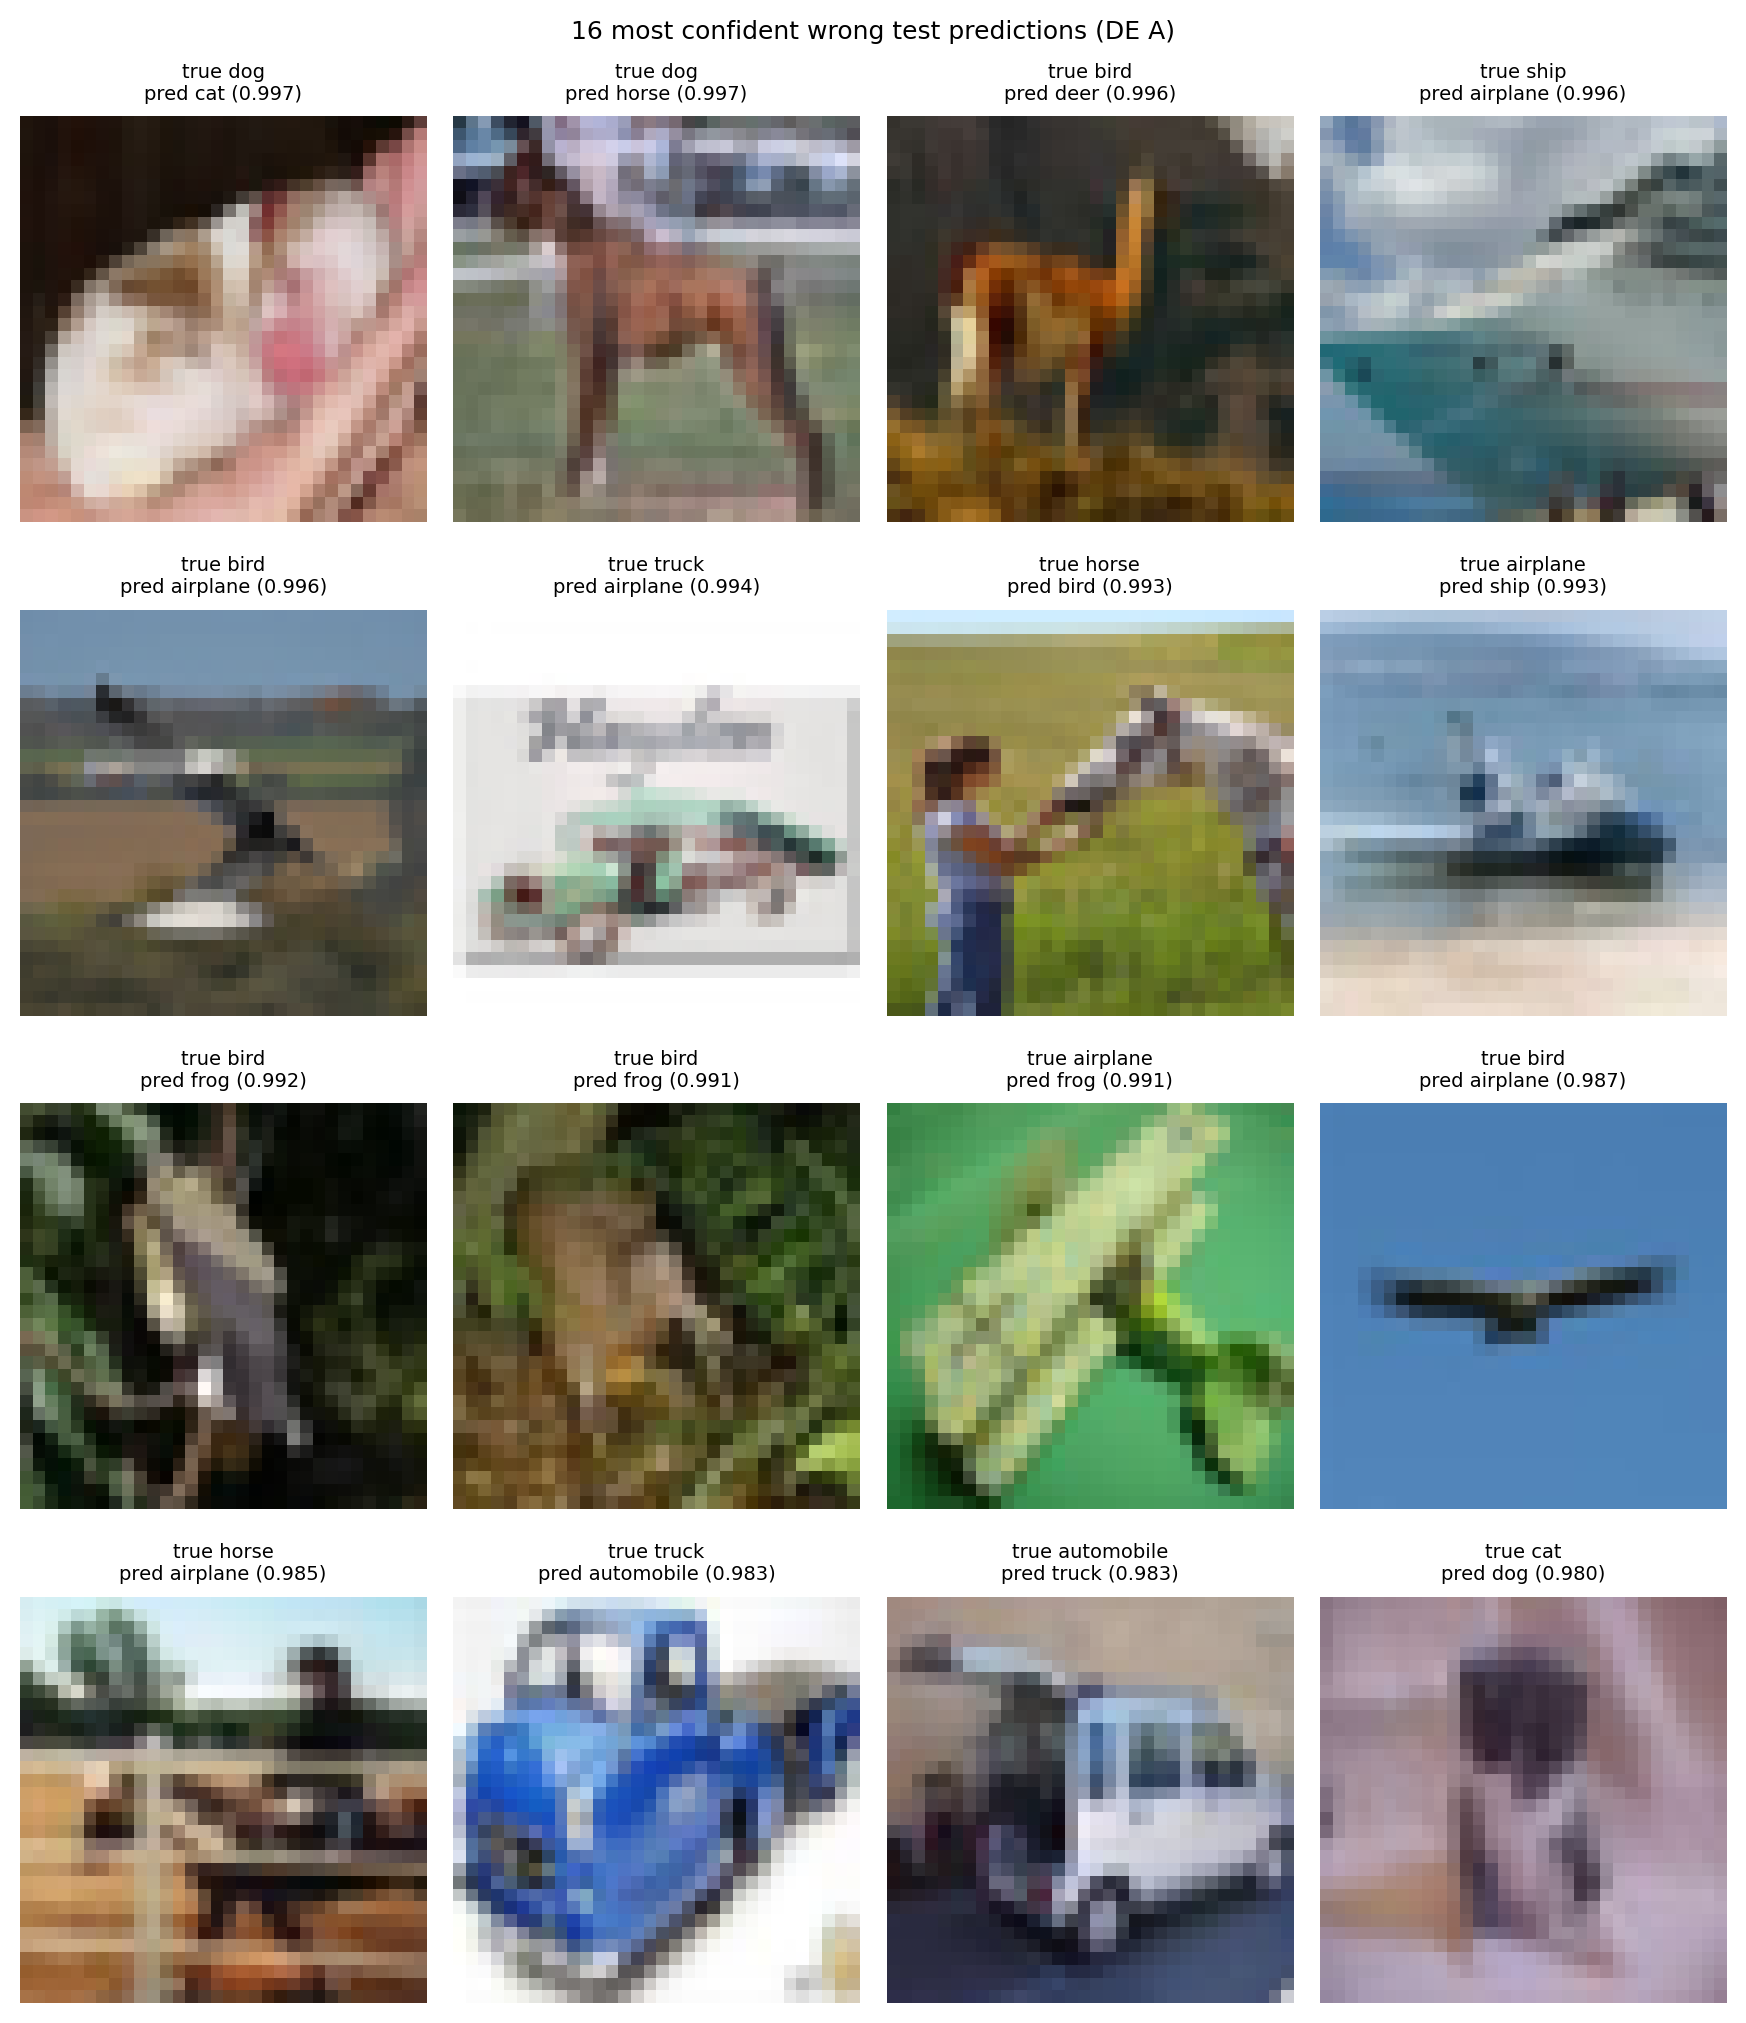 16 most confident wrong test predictions (DE A)
true dog
pred cat (0.997)
true dog
pred horse (0.997)
true bird
pred deer (0.996)
true ship
pred airplane (0.996)
true bird
pred airplane (0.996)
true truck
pred airplane (0.994)
true horse
pred bird (0.993)
true airplane
pred ship (0.993)
true bird
pred frog (0.992)
true bird
pred frog (0.991)
true airplane
pred frog (0.991)
true bird
pred airplane (0.987)
true horse
pred airplane (0.985)
true truck
pred automobile (0.983)
true automobile
pred truck (0.983)
true cat
pred dog (0.980)